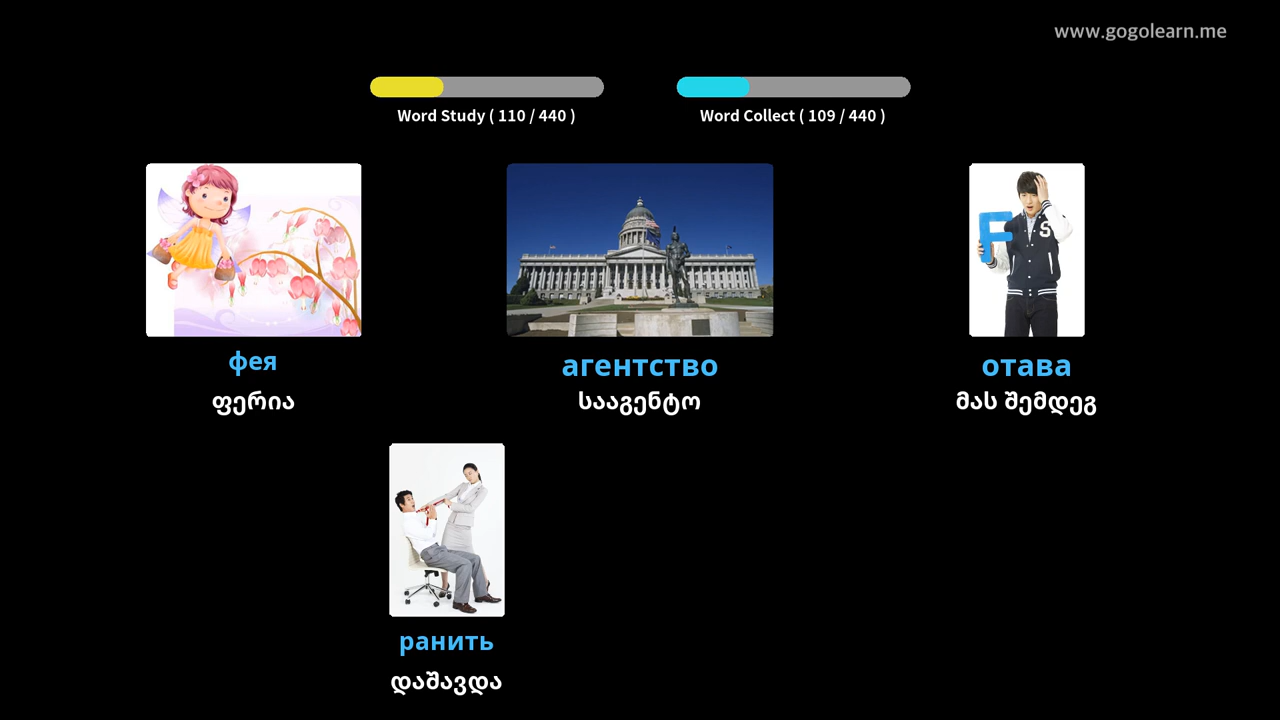 www.gogolearn.me
Word Study ( 110 / 440 )
Word Collect ( 109 / 440 )
фея
ფერია
агентство
სააგენტო
F
S
отава
მას შემდეგ
ранить
დაშავდა